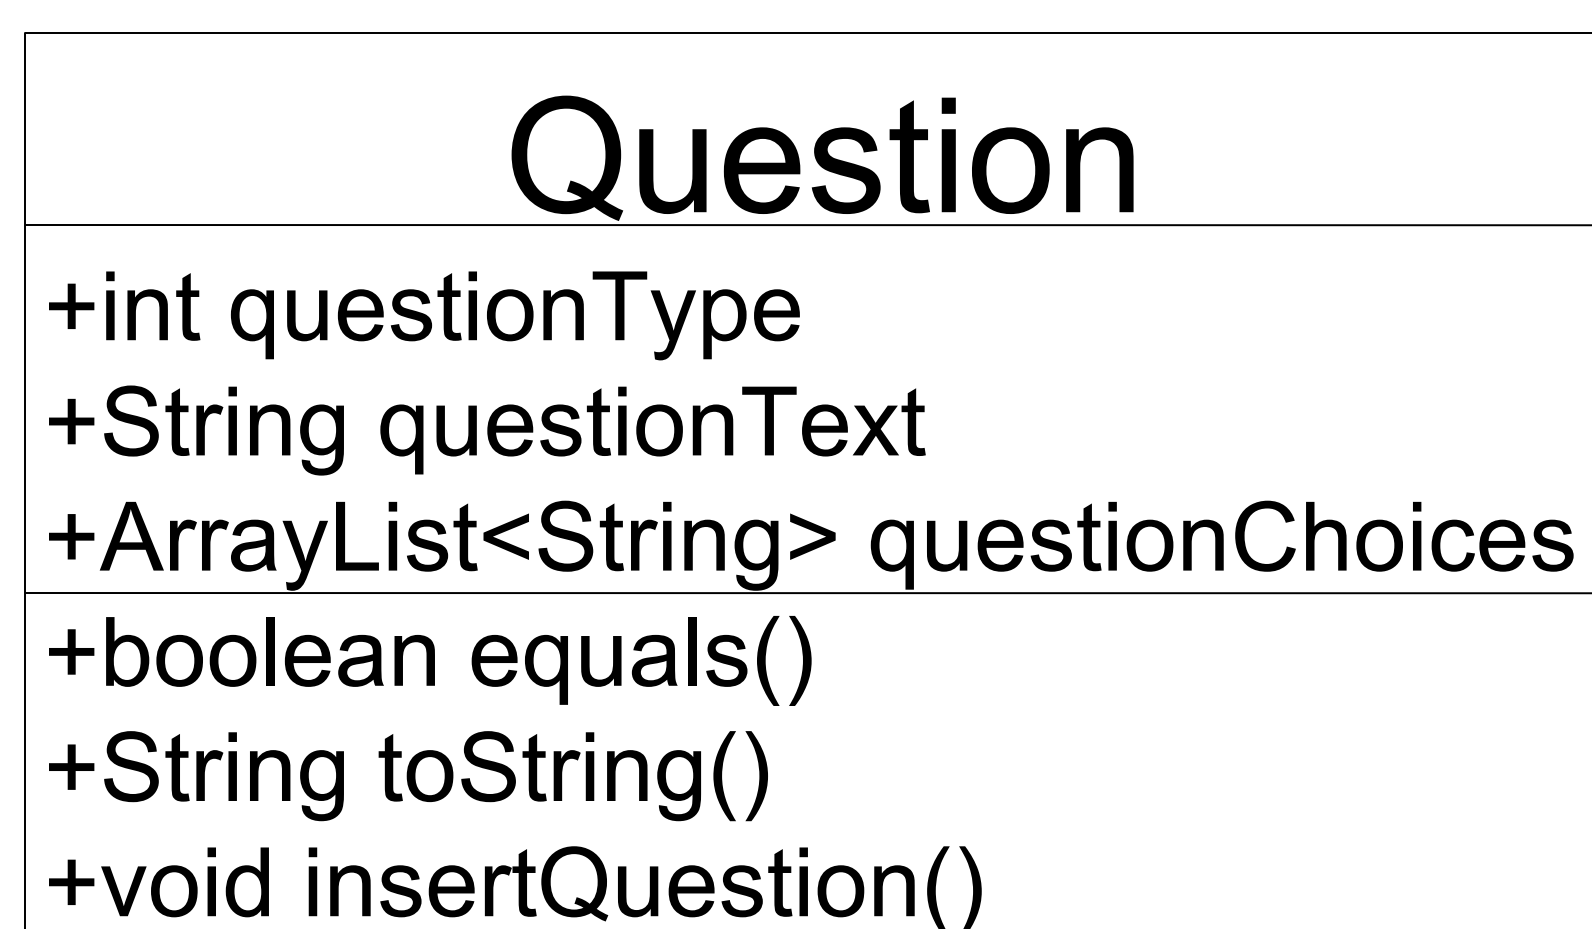 Question
+int questionType
+String questionText
+ArrayList<String> questionChoices
+boolean equals()
+String toString()
+void insertQuestion()